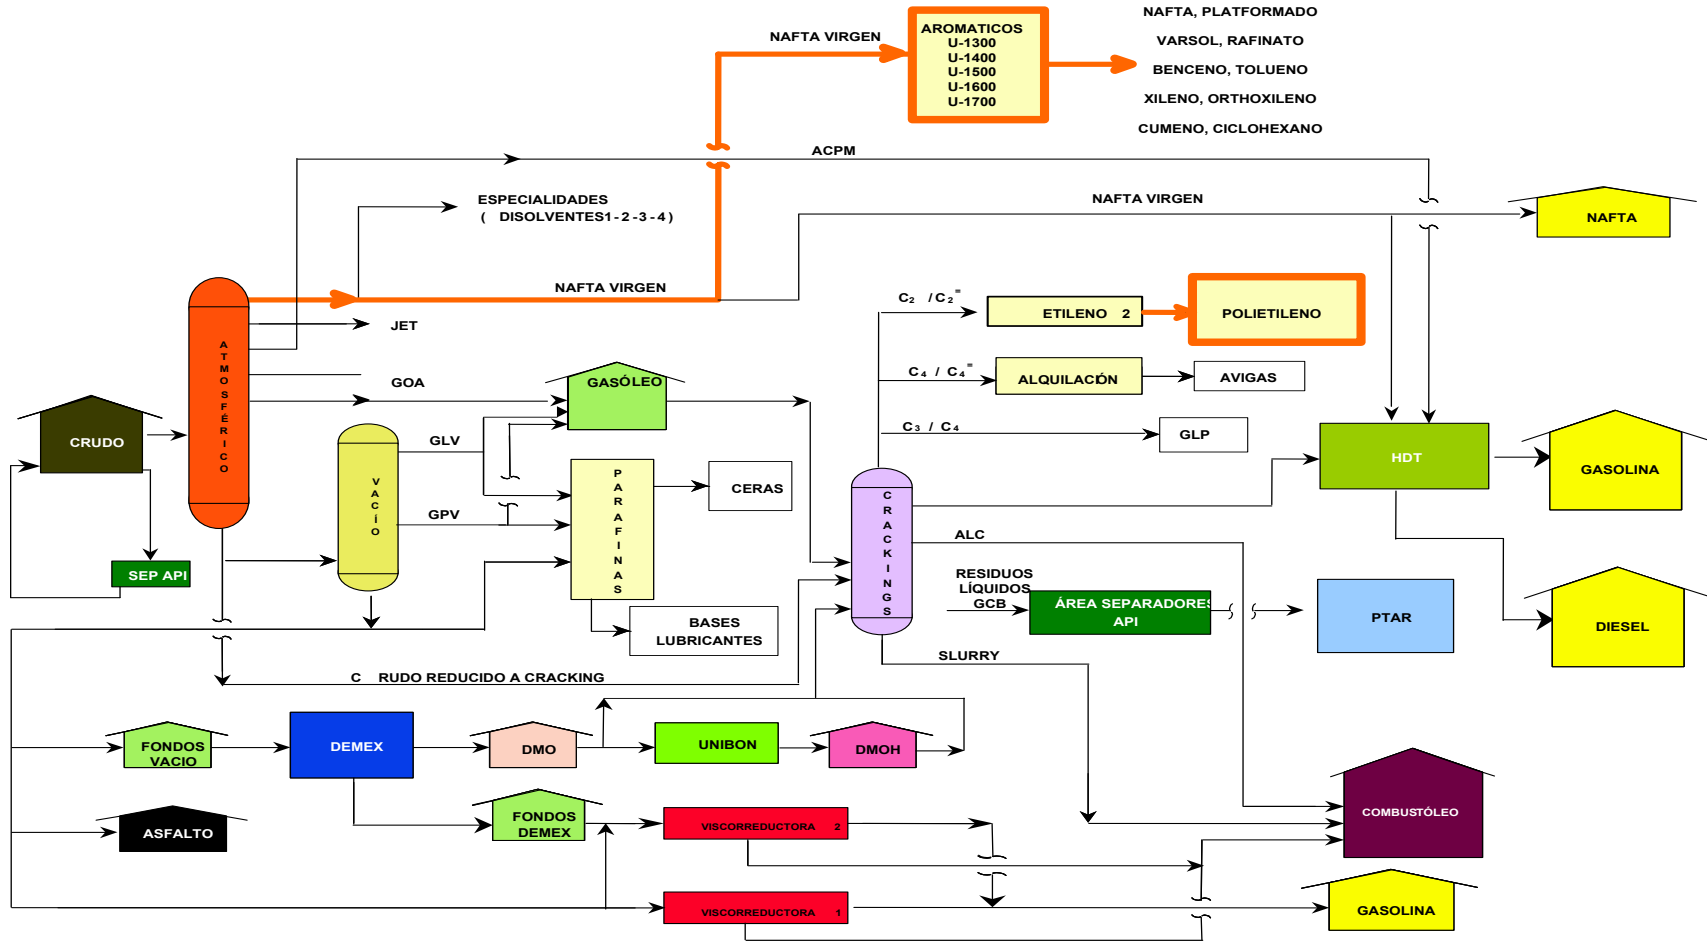 NAFTA, PLATFORMADO
VARSOL, RAFINATO
BENCENO, TOLUENO
XILENO, ORTHOXILENO
CUMENO, CICLOHEXANO
NAFTA VIRGEN
AROMATICOS
U-1300
U-1400
U-1500
U-1600
U-1700
ACPM
ESPECIALIDADES
( DISOLVENTES1-2-3-4)
NAFTA VIRGEN
NAFTA
NAFTA VIRGEN
JET
GOA
ATMOSFÉRICO
CRUDO
SEP API
VACÍO
GLV
GPV
GASÓLEO
PARAFINAS
CERAS
BASES
LUBRICANTES
C RUDO REDUCIDO A CRACKING
C2 /C2=
ETILENO 2
POLIETILENO
C4 / C4=
ALQUILACIÓN
AVIGAS
C3 / C4
GLP
CRACKINGS
HDT
GASOLINA
ALC
RESIDUOS
LÍQUIDOS
GCB
ÁREA SEPARADORES
API
PTAR
DIESEL
SLURRY
FONDOS
VACIO
DEMEX
DMO
UNIBON
DMOH
ASFALTO
FONDOS
DEMEX
VISCORREDUCTORA 2
VISCORREDUCTORA 1
COMBUSTÓLEO
GASOLINA